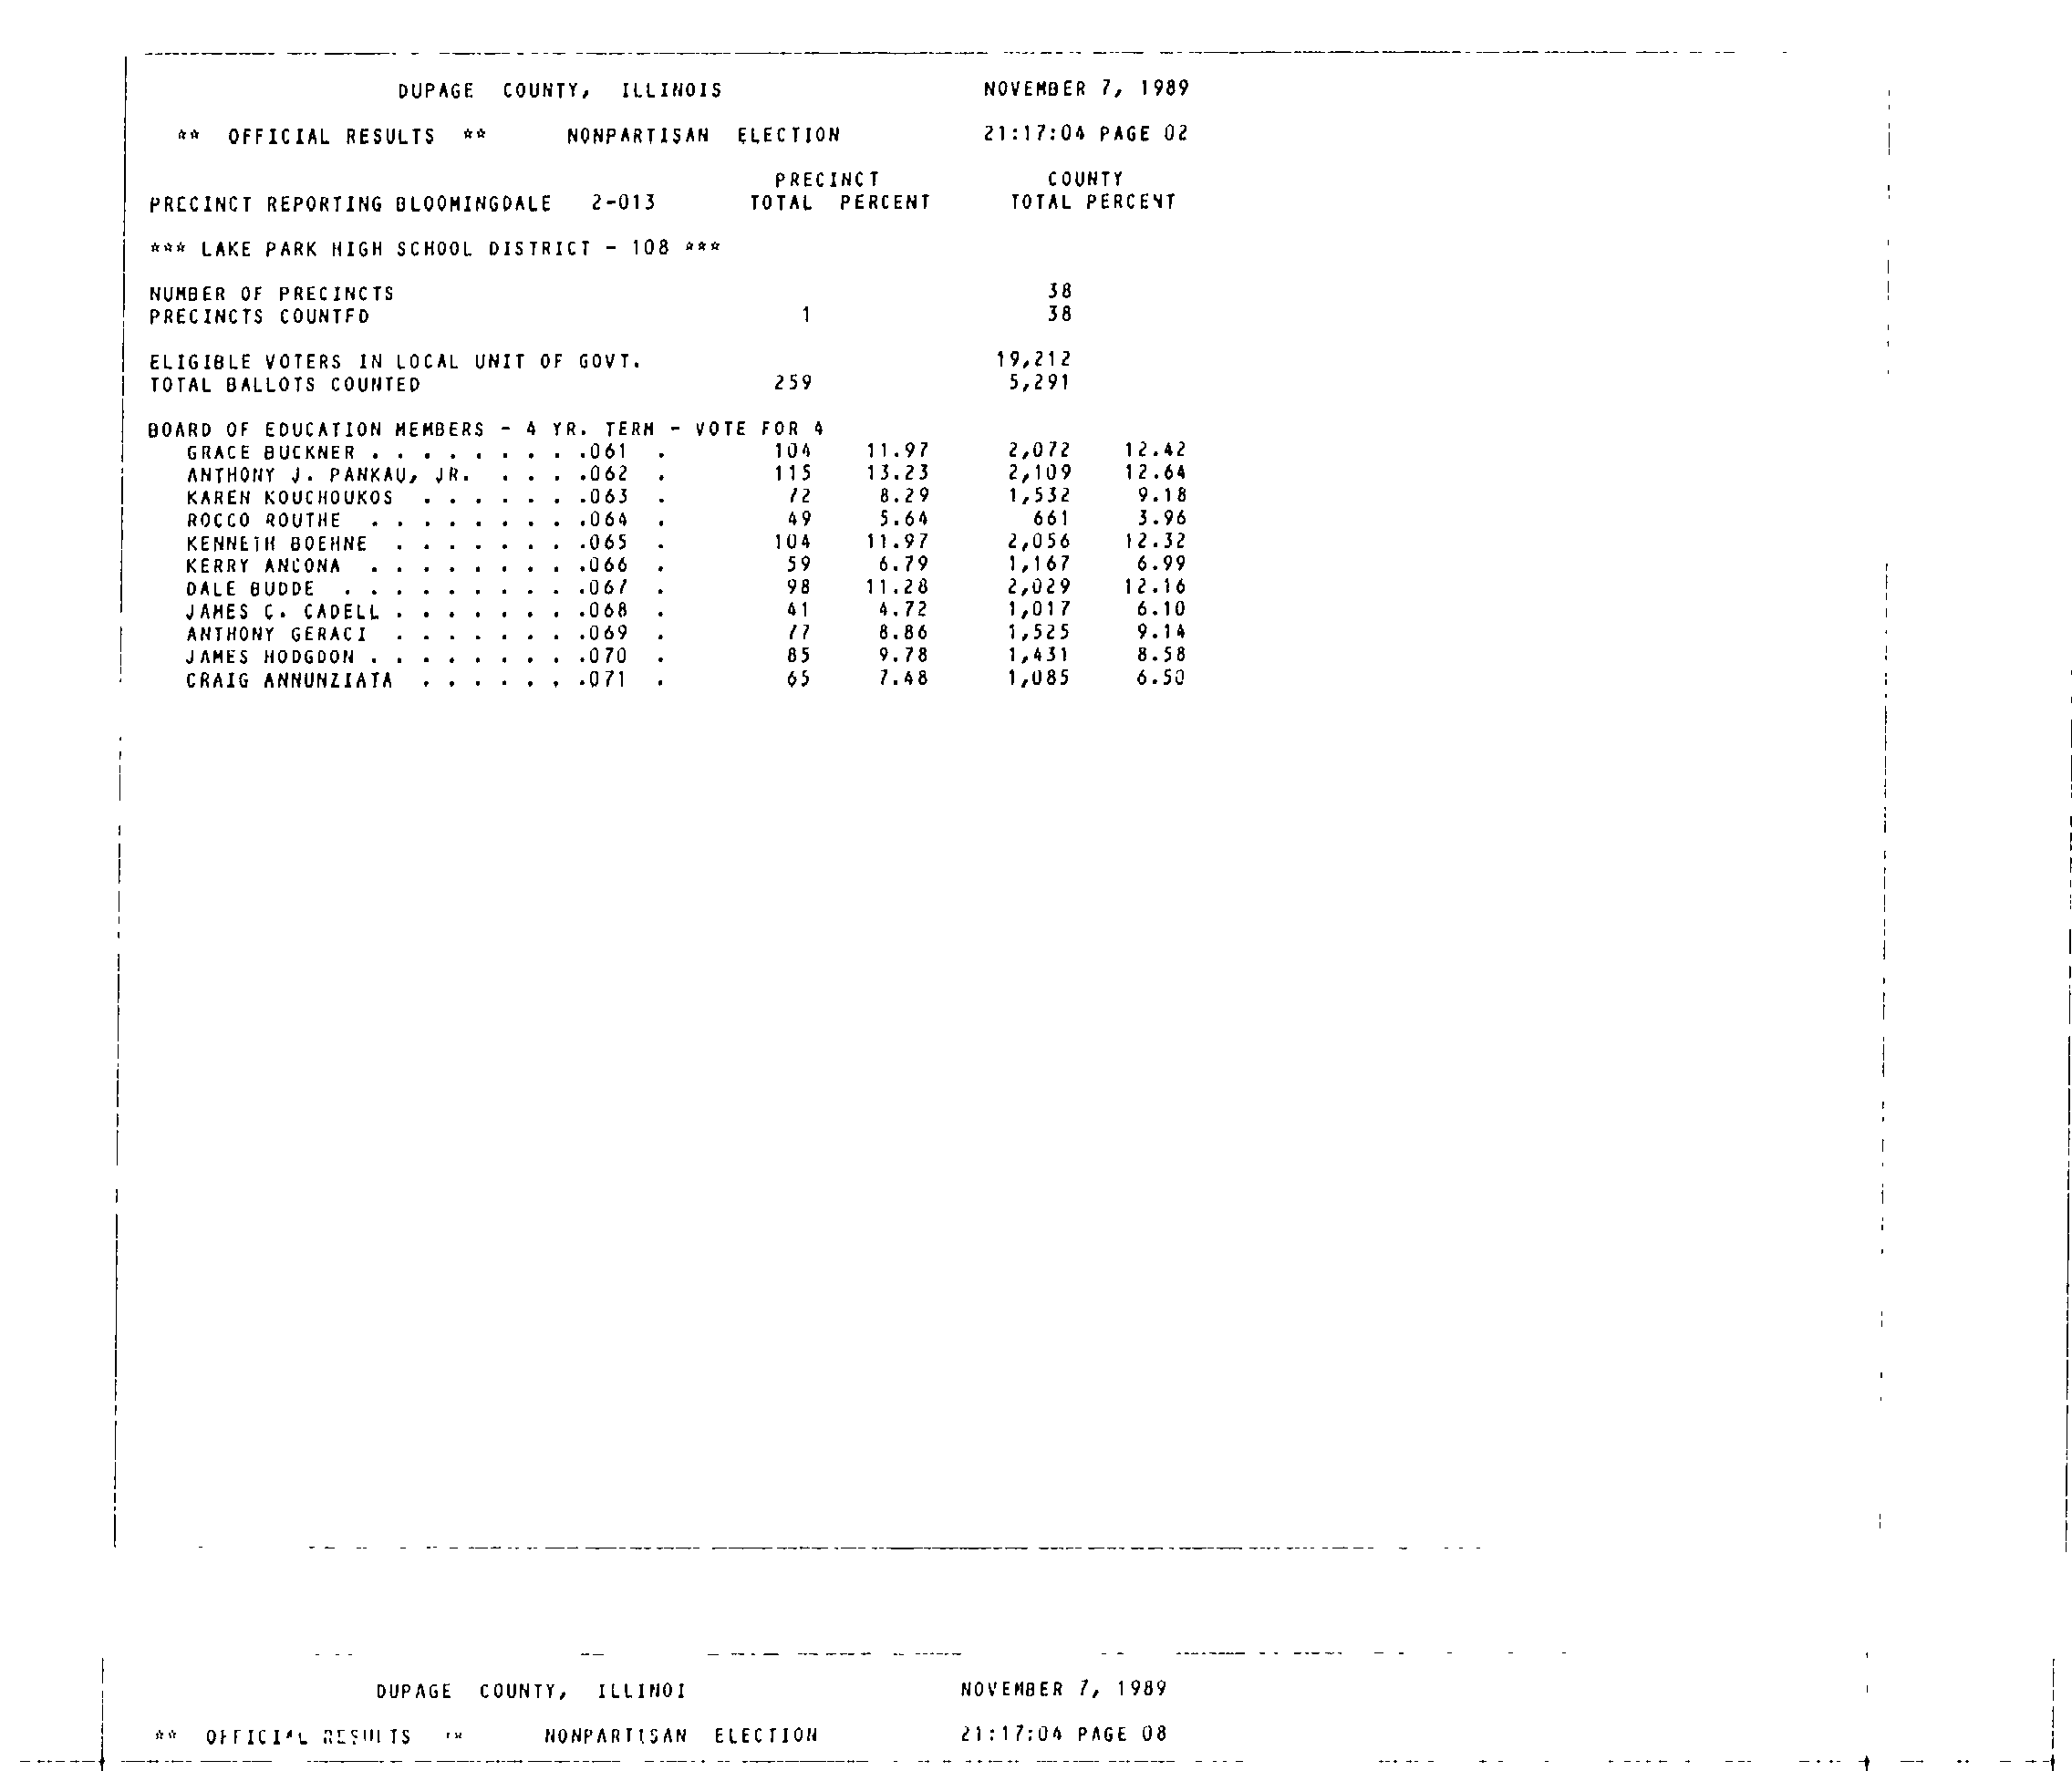 DUPAGE COUNTY, ILLINOIS NOVEMBER 7, 1989
** OFFICIAL RESULTS ** NONPARTISAN ELECTION 21:17:04 PAGE 02
PRECINCT COUNTY
PRECINCT REPORTING BLOOMINGDALE 2-013 TOTAL PERCENT TOTAL PERCENT
*** LAKE PARK HIGH SCHOOL DISTRICT - 108 ***
NUMBER OF PRECINCTS 38
PRECINCTS COUNTED 1 38
ELIGIBLE VOTERS IN LOCAL UNIT OF GOVT. 19,212
TOTAL BALLOTS COUNTED 259 5,291
BOARD OF EDUCATION MEMBERS - 4 YR. TERM - VOTE FOR 4
GRACE BUCKNER . . . . . . . . .061 . 104 11.97 2,072 12.42
ANTHONY J. PANKAU, JR. . . . .062 . 115 13.23 2,109 12.64
KAREN KOUCHOUKOS . . . . . . .063 . 72 8.29 1,532 9.18
ROCCO ROUTHE . . . . . . . . .064 . 49 5.64 661 3.96
KENNETH BOEHNE . . . . . . . .065 . 104 11.97 2,056 12.32
KERRY ANCONA . . . . . . . . .066 . 59 6.79 1,167 6.99
DALE BUDDE . . . . . . . . . .067 . 98 11.28 2,029 12.16
JAMES C. CADELL . . . . . . . .068 . 41 4.72 1,017 6.10
ANTHONY GERACI . . . . . . . .069 . 77 8.86 1,525 9.14
JAMES HODGDON . . . . . . . . .070 . 85 9.78 1,431 8.58
CRAIG ANNUNZIATA . . . . . . .071 . 65 7.48 1,085 6.50
DUPAGE COUNTY, ILLINOI NOVEMBER 7, 1989
** OFFICIAL RESULTS ** NONPARTISAN ELECTION 21:17:04 PAGE 08